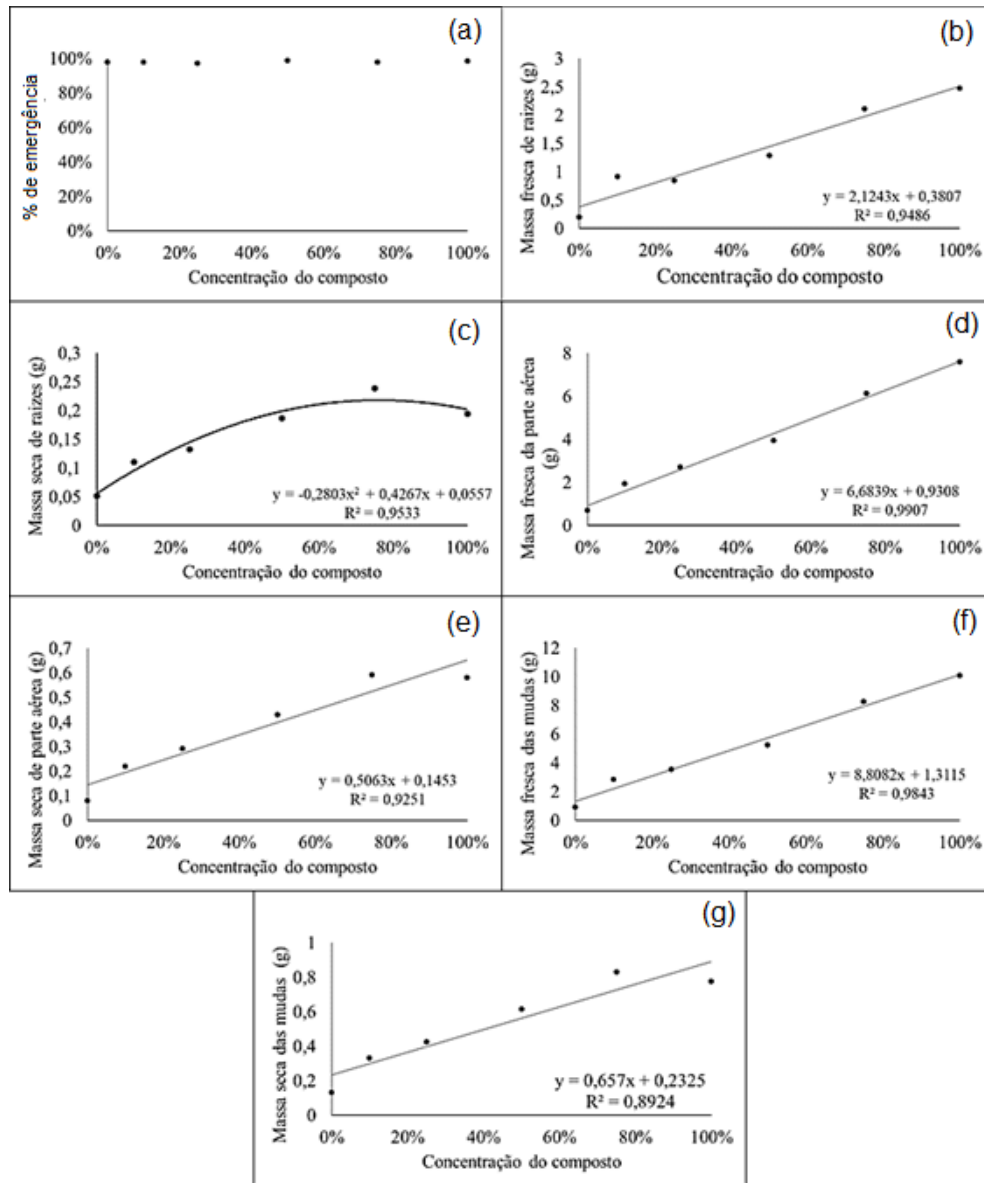 (a)
% de emergência
100%
80%
60%
40%
20%
0%
0% 20% 40% 60% 80% 100%
Concentração do composto
(b)
Massa fresca de raizes (g)
3
2,5
2
1,5
1
0,5
0
y = 2,1243x + 0,3807
R² = 0,9486
0% 20% 40% 60% 80% 100%
Concentração do composto
(c)
Massa seca de raizes (g)
0,3
0,25
0,2
0,15
0,1
0,05
0
y = -0,2803x² + 0,4267x + 0,0557
R² = 0,9533
0% 20% 40% 60% 80% 100%
Concentração do composto
(d)
Massa fresca da parte aérea
(g)
8
6
4
2
0
y = 6,6839x + 0,9308
R² = 0,9907
0% 20% 40% 60% 80% 100%
Concentração do composto
(e)
Massa seca de parte aérea (g)
0,7
0,6
0,5
0,4
0,3
0,2
0,1
0
y = 0,5063x + 0,1453
R² = 0,9251
0% 20% 40% 60% 80% 100%
Concentração do composto
(f)
Massa fresca das mudas (g)
12
10
8
6
4
2
0
y = 8,8082x + 1,3115
R² = 0,9843
0% 20% 40% 60% 80% 100%
Concentração do composto
(g)
Massa seca das mudas (g)
1
0,8
0,6
0,4
0,2
0
y = 0,657x + 0,2325
R² = 0,8924
0% 20% 40% 60% 80% 100%
Concentração do composto